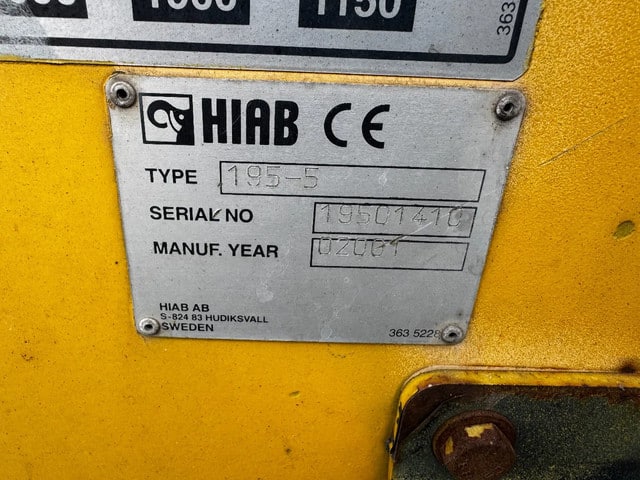 1150
363
HIAB CE
TYPE 195-5
SERIAL NO 19501410
MANUF. YEAR 02001
HIAB AB
S-824 83 HUDIKSVALL
SWEDEN
363 5228